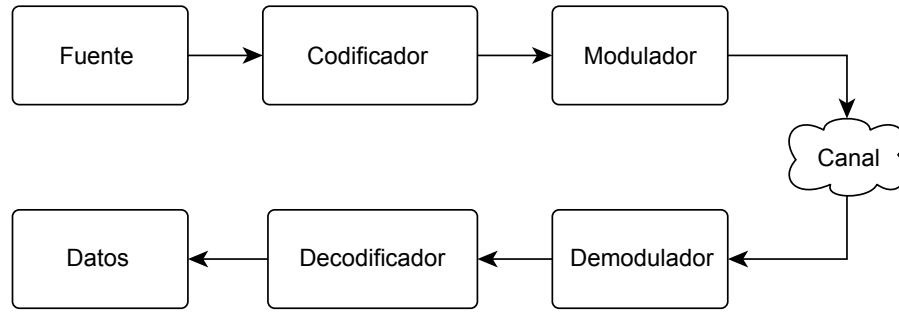 Fuente
Codificador
Modulador
Canal
Datos
Decodificador
Demodulador